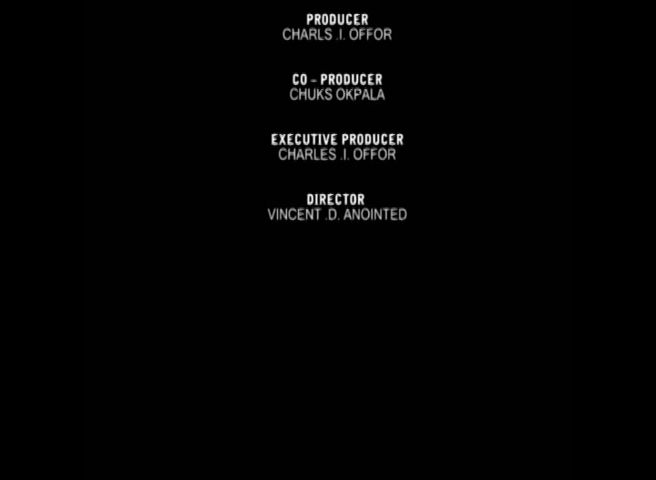 PRODUCER
CHARLS .I. OFFOR
CO - PRODUCER
CHUKS OKPALA
EXECUTIVE PRODUCER
CHARLES .I. OFFOR
DIRECTOR
VINCENT .D. ANOINTED